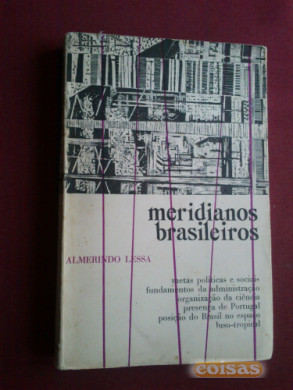 meridianos
brasileiros
ALMERINDO LESSA
metas políticas e sociais
fundamentos da administração
organização da ciência
presença de Portugal
posição do Brasil no espaço
luso-tropical
coisas